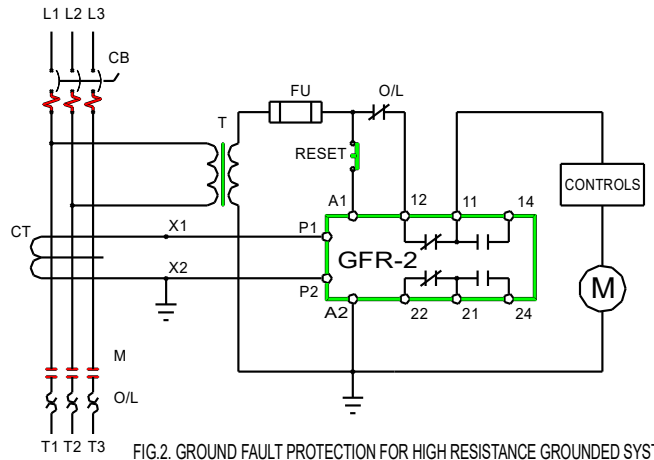 L1 L2 L3
CB
FU
O/L
T
RESET
A1
12
11
14
CONTROLS
CT
X1
P1
GFR-2
X2
P2
M
A2
22
21
24
M
O/L
T1 T2 T3
FIG.2. GROUND FAULT PROTECTION FOR HIGH RESISTANCE GROUNDED